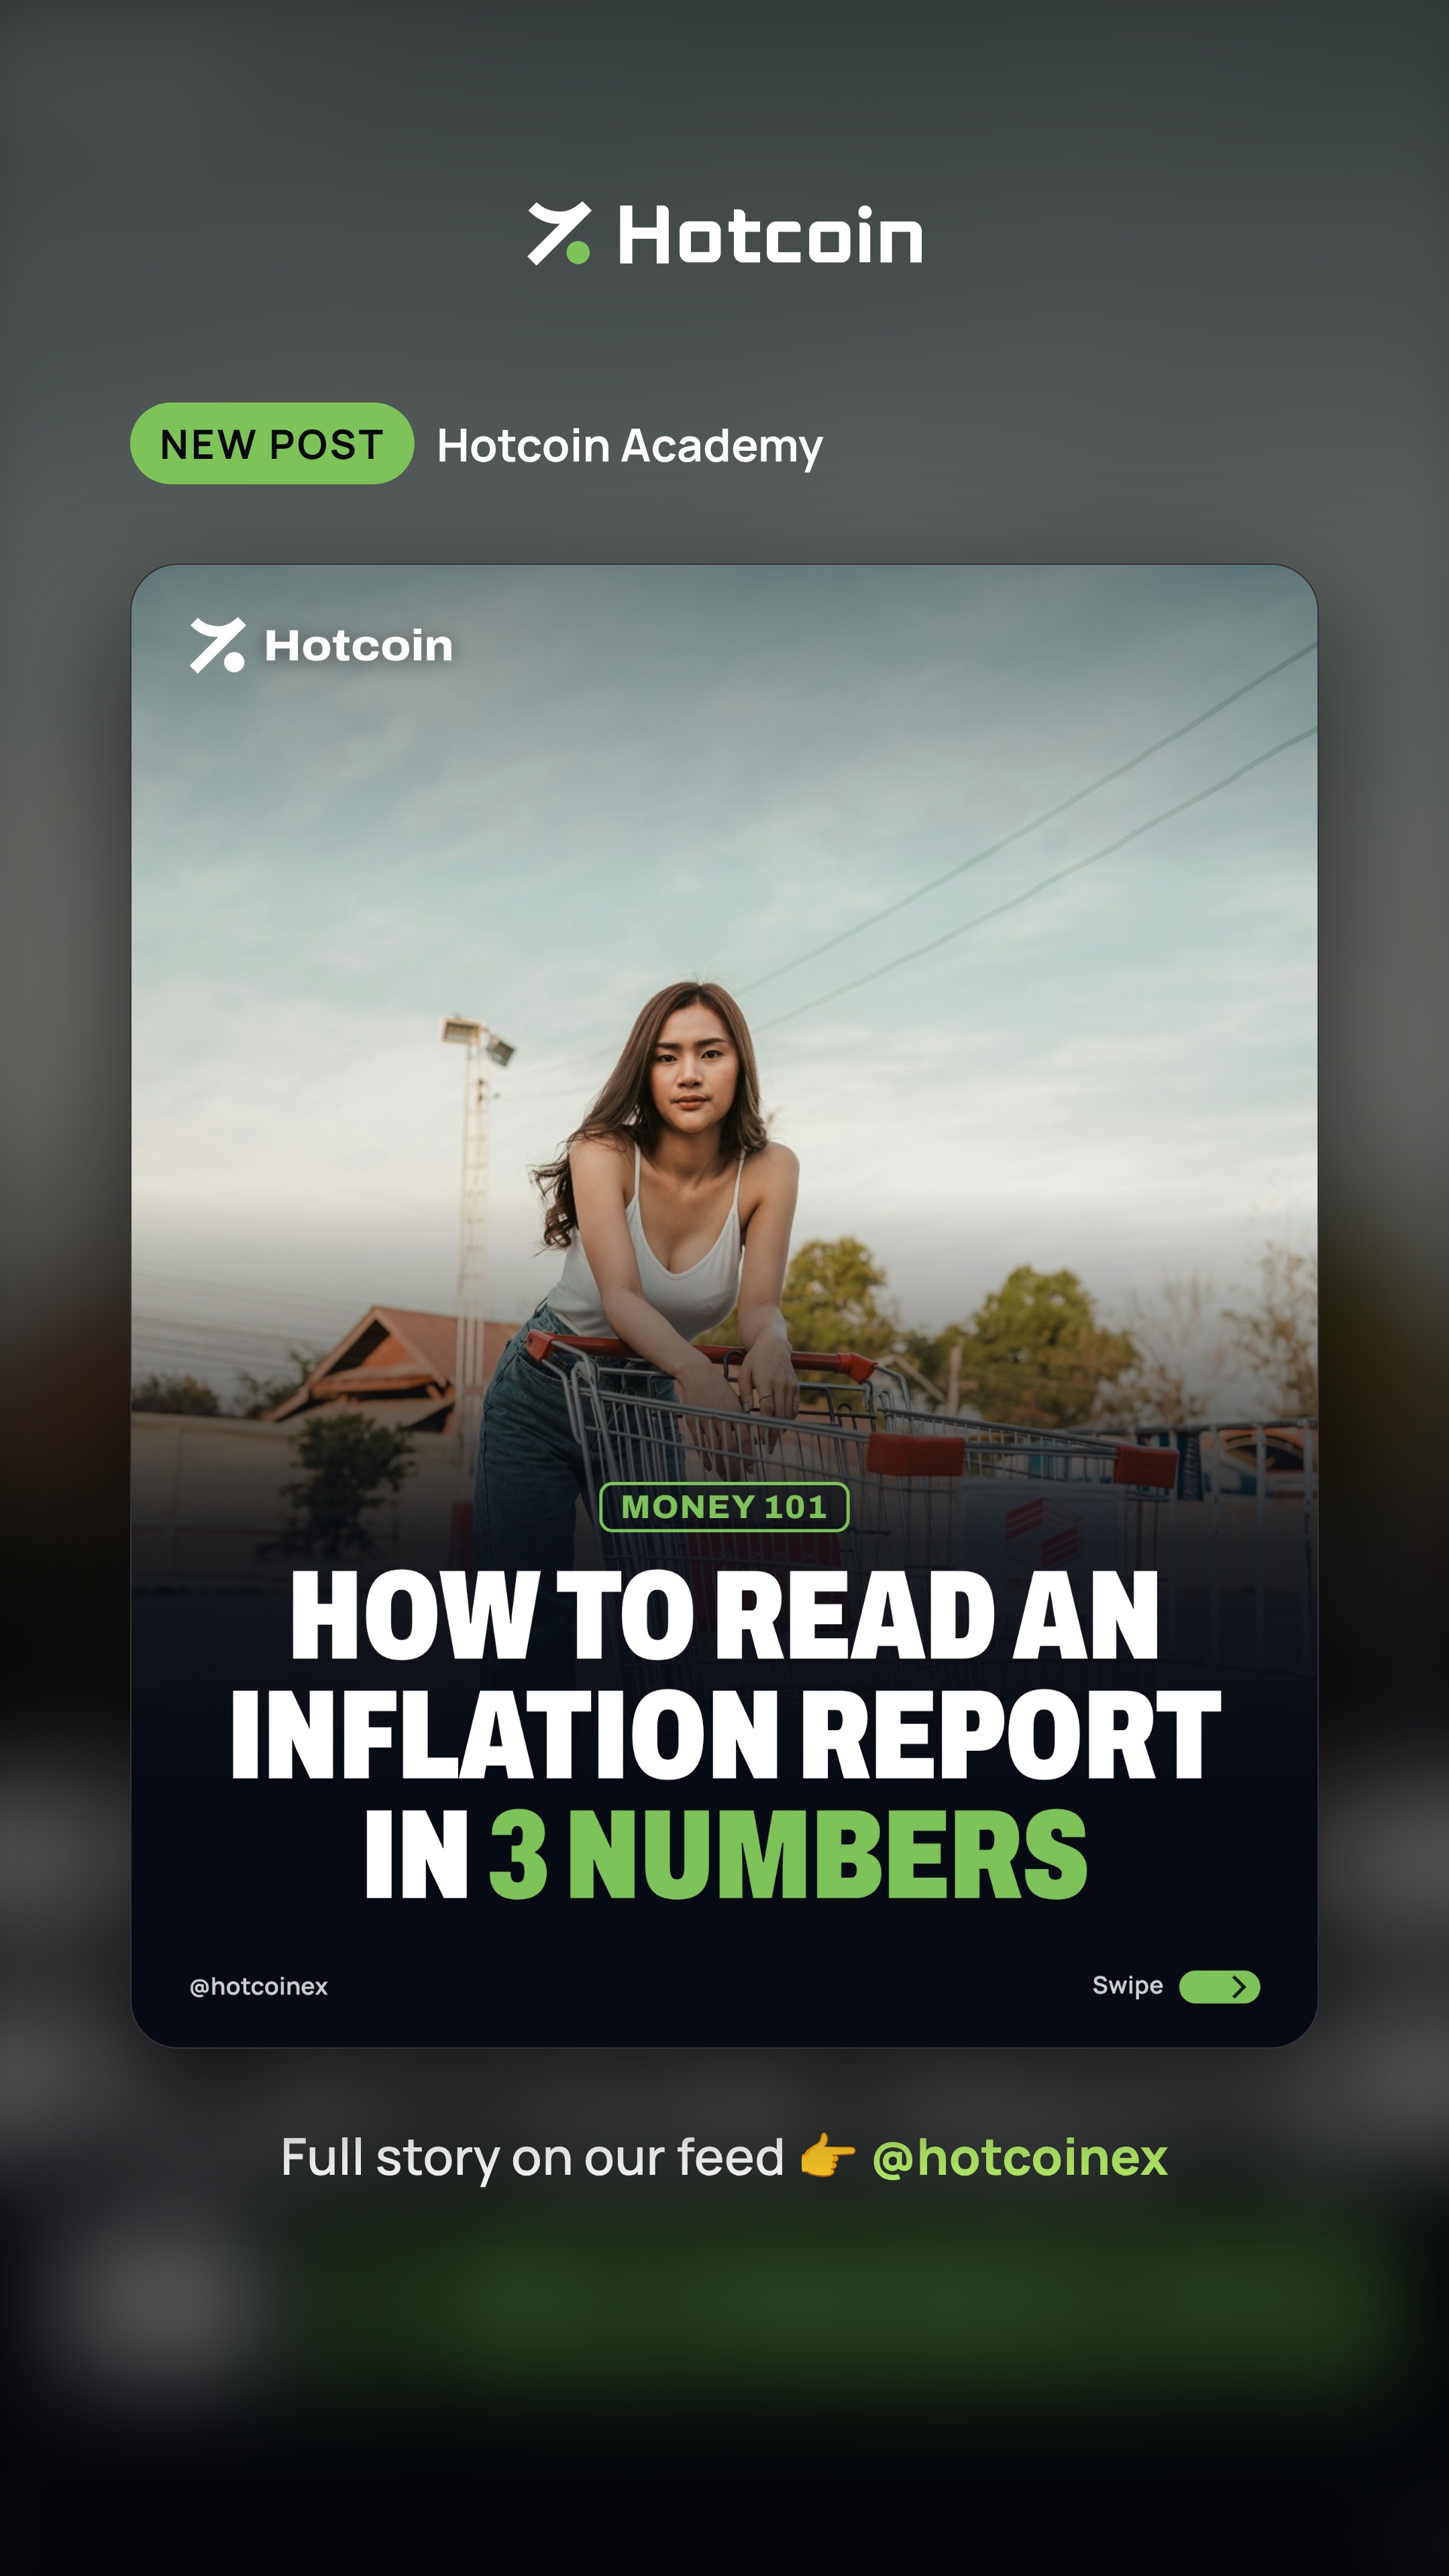 Hotcoin
NEW POST Hotcoin Academy
Hotcoin
MONEY 101
HOW TO READ AN
INFLATION REPORT
IN 3 NUMBERS
@hotcoinex Swipe
Full story on our feed 👉 @hotcoinex